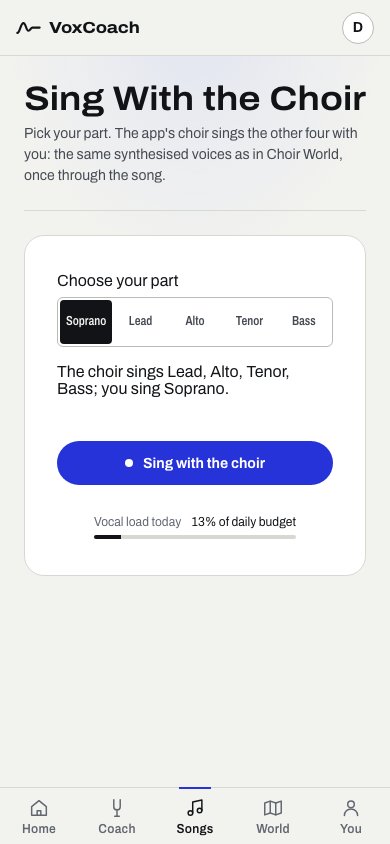 VoxCoach
D
Sing With the Choir
Pick your part. The app's choir sings the other four with
you: the same synthesised voices as in Choir World,
once through the song.
Choose your part
Soprano Lead Alto Tenor Bass
The choir sings Lead, Alto, Tenor,
Bass; you sing Soprano.
Sing with the choir
Vocal load today 13% of daily budget
Home Coach Songs World You